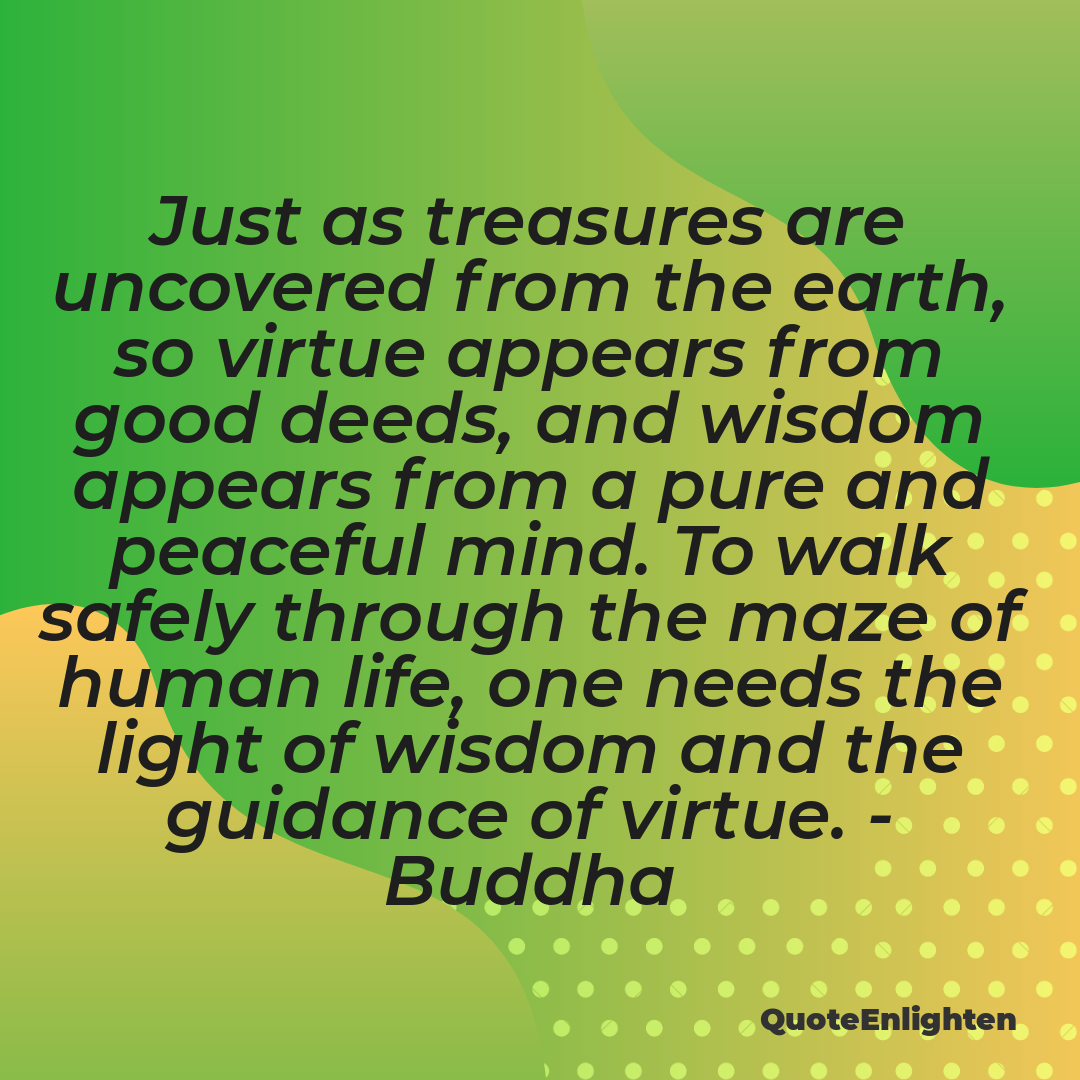 Just as treasures are
uncovered from the earth,
so virtue appears from
good deeds, and wisdom
appears from a pure and
peaceful mind. To walk
safely through the maze of
human life, one needs the
light of wisdom and the
guidance of virtue. -
Buddha
QuoteEnlighten